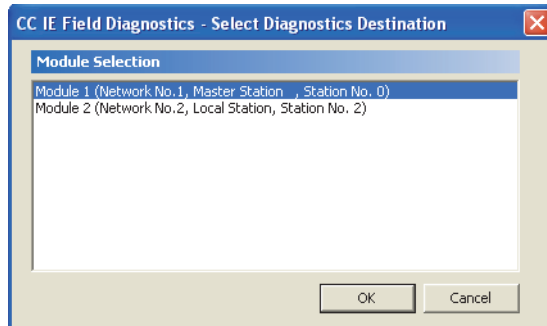 CC IE Field Diagnostics - Select Diagnostics Destination
Module Selection
Module 1 (Network No.1, Master Station , Station No. 0)
Module 2 (Network No.2, Local Station, Station No. 2)
OK Cancel